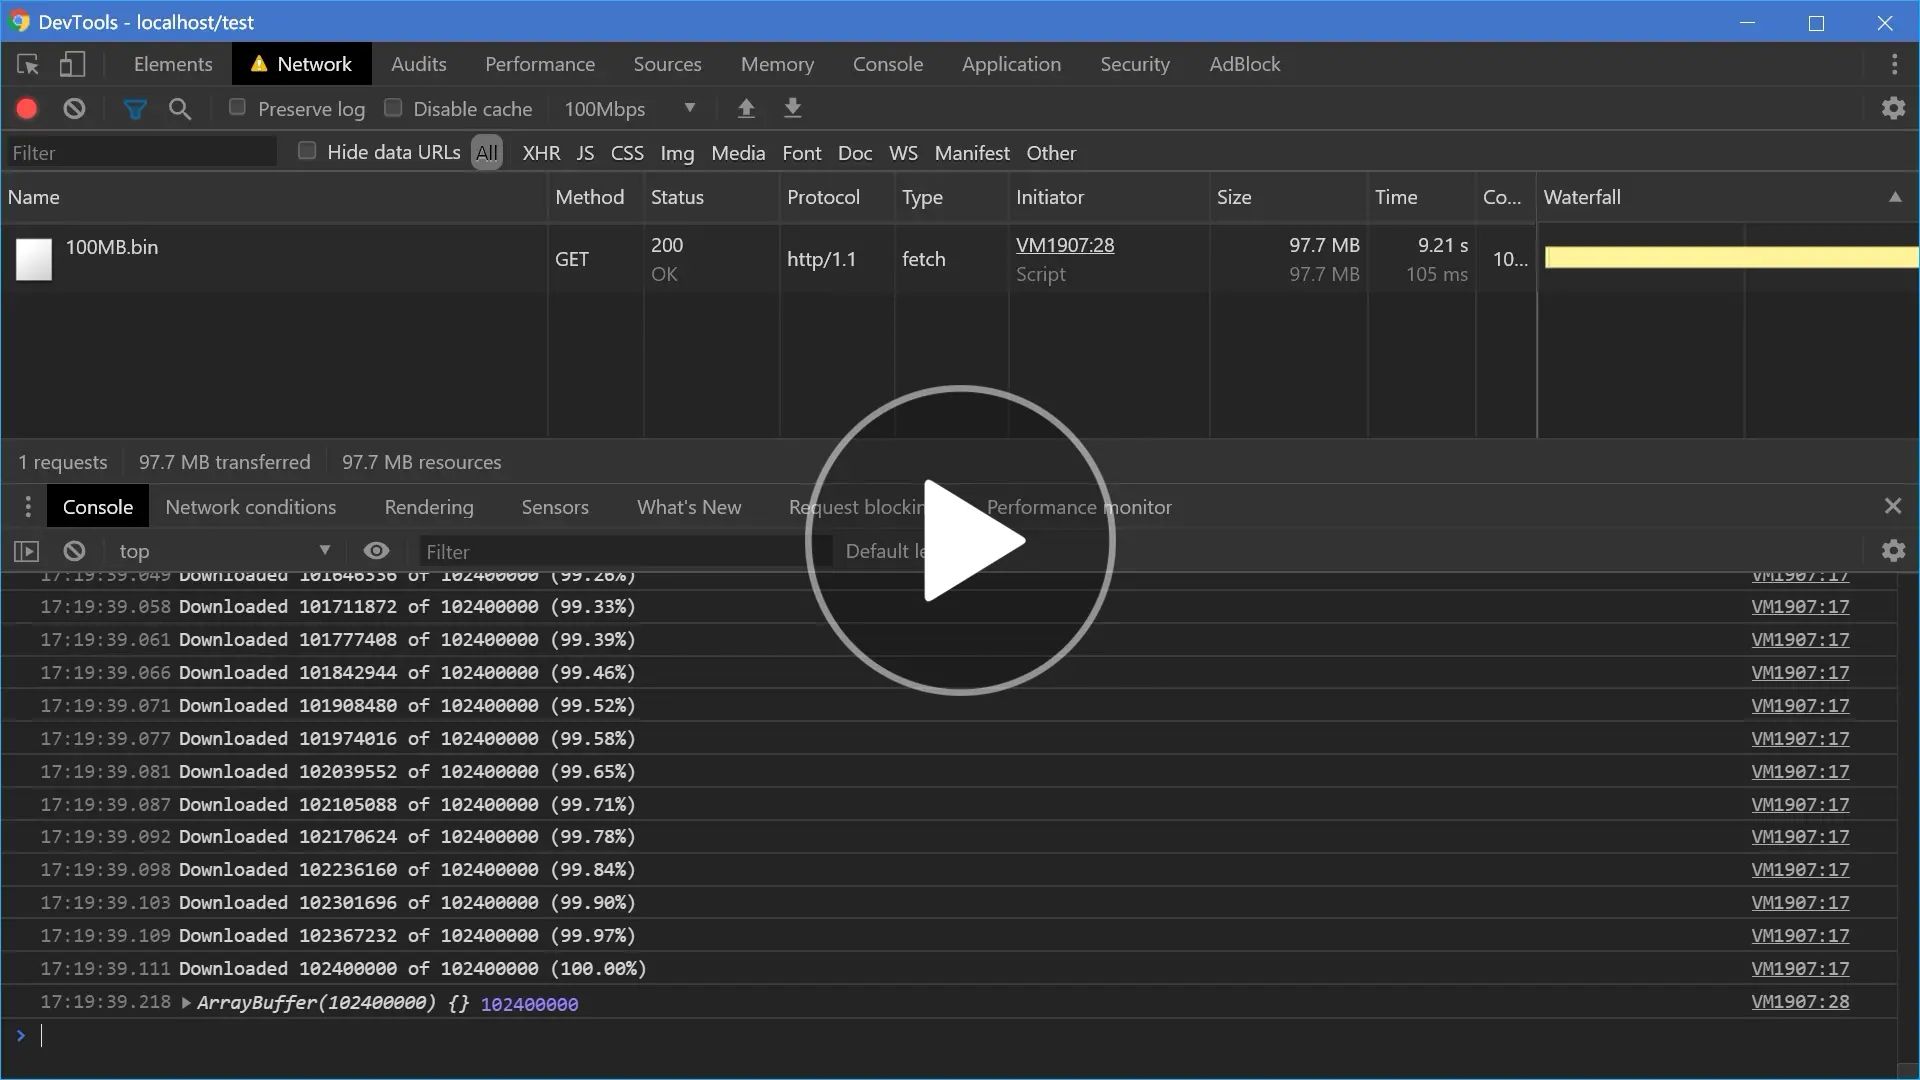 DevTools - localhost/test
Elements Network Audits Performance Sources Memory Console Application Security AdBlock
Preserve log Disable cache 100Mbps
Filter Hide data URLs All XHR JS CSS Img Media Font Doc WS Manifest Other
Name Method Status Protocol Type Initiator Size Time Co... Waterfall
100MB.bin GET 200 http/1.1 fetch VM1907:28 97.7 MB 9.21 s 10...
OK Script 97.7 MB 105 ms
1 requests 97.7 MB transferred 97.7 MB resources
Console Network conditions Rendering Sensors What's New Request blockin Performance monitor
top Filter Default le
17:19:39.049 Downloaded 101646336 of 102400000 (99.26%) VM1907:17
17:19:39.058 Downloaded 101711872 of 102400000 (99.33%) VM1907:17
17:19:39.061 Downloaded 101777408 of 102400000 (99.39%) VM1907:17
17:19:39.066 Downloaded 101842944 of 102400000 (99.46%) VM1907:17
17:19:39.071 Downloaded 101908480 of 102400000 (99.52%) VM1907:17
17:19:39.077 Downloaded 101974016 of 102400000 (99.58%) VM1907:17
17:19:39.081 Downloaded 102039552 of 102400000 (99.65%) VM1907:17
17:19:39.087 Downloaded 102105088 of 102400000 (99.71%) VM1907:17
17:19:39.092 Downloaded 102170624 of 102400000 (99.78%) VM1907:17
17:19:39.098 Downloaded 102236160 of 102400000 (99.84%) VM1907:17
17:19:39.103 Downloaded 102301696 of 102400000 (99.90%) VM1907:17
17:19:39.109 Downloaded 102367232 of 102400000 (99.97%) VM1907:17
17:19:39.111 Downloaded 102400000 of 102400000 (100.00%) VM1907:17
17:19:39.218 ArrayBuffer(102400000) {} 102400000 VM1907:28